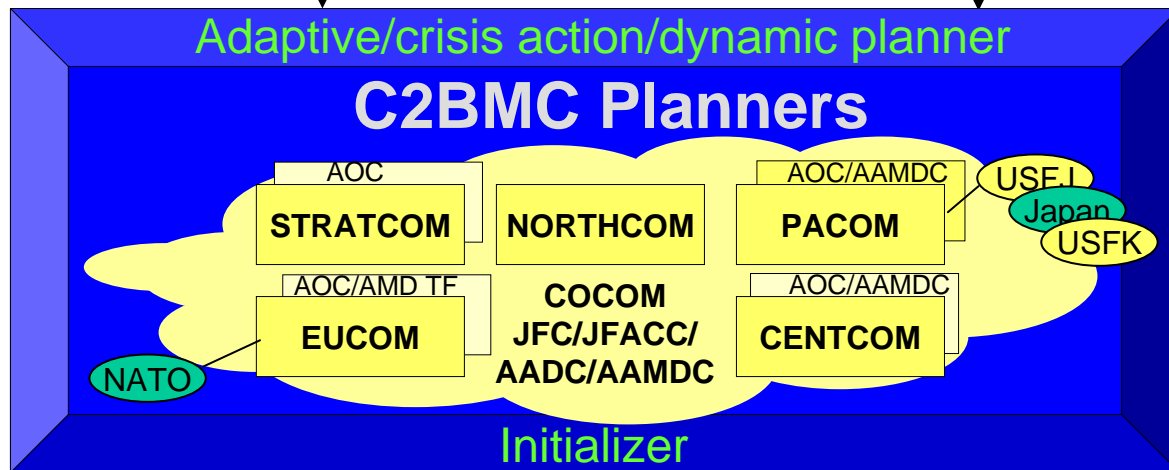 Adaptive/crisis action/dynamic planner
C2BMC Planners
AOC
STRATCOM
NORTHCOM
AOC/AAMDC
PACOM
USFJ
Japan
USFK
AOC/AMD TF
EUCOM
NATO
COCOM
JFC/JFACC/
AADC/AAMDC
AOC/AAMDC
CENTCOM
Initializer